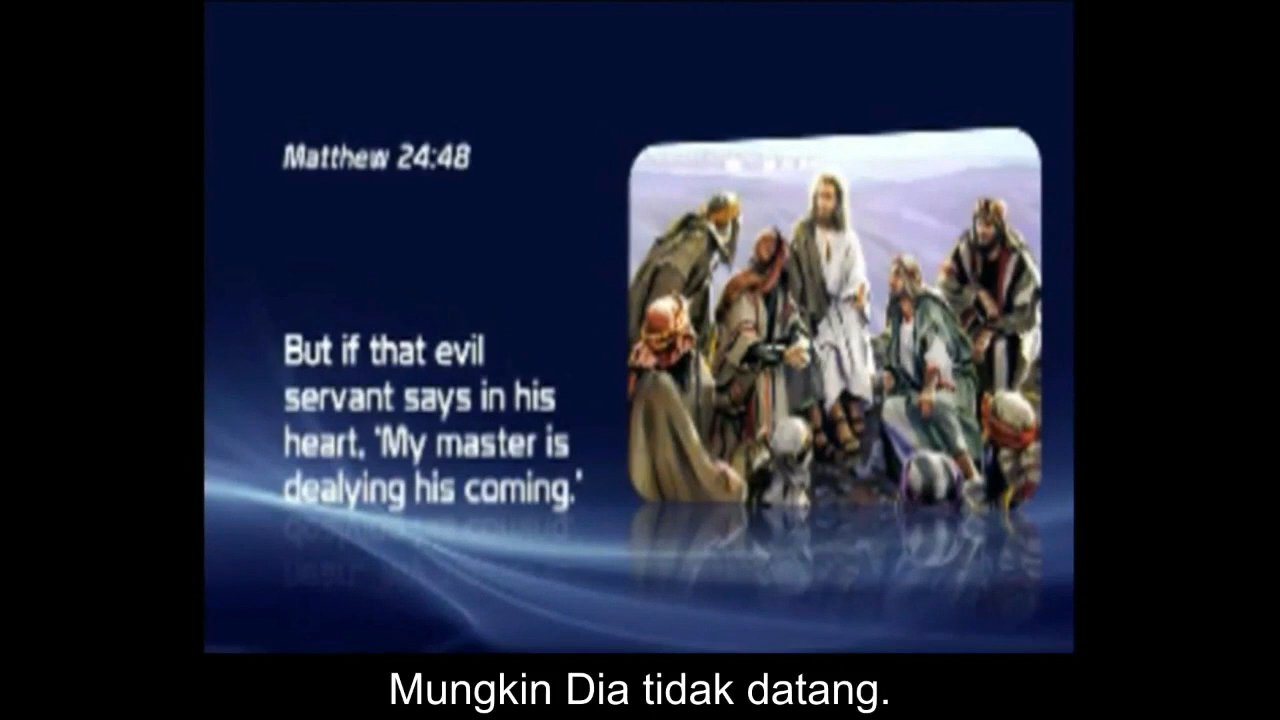 Matthew 24:48
But if that evil
servant says in his
heart, 'My master is
dealying his coming.'
Mungkin Dia tidak datang.